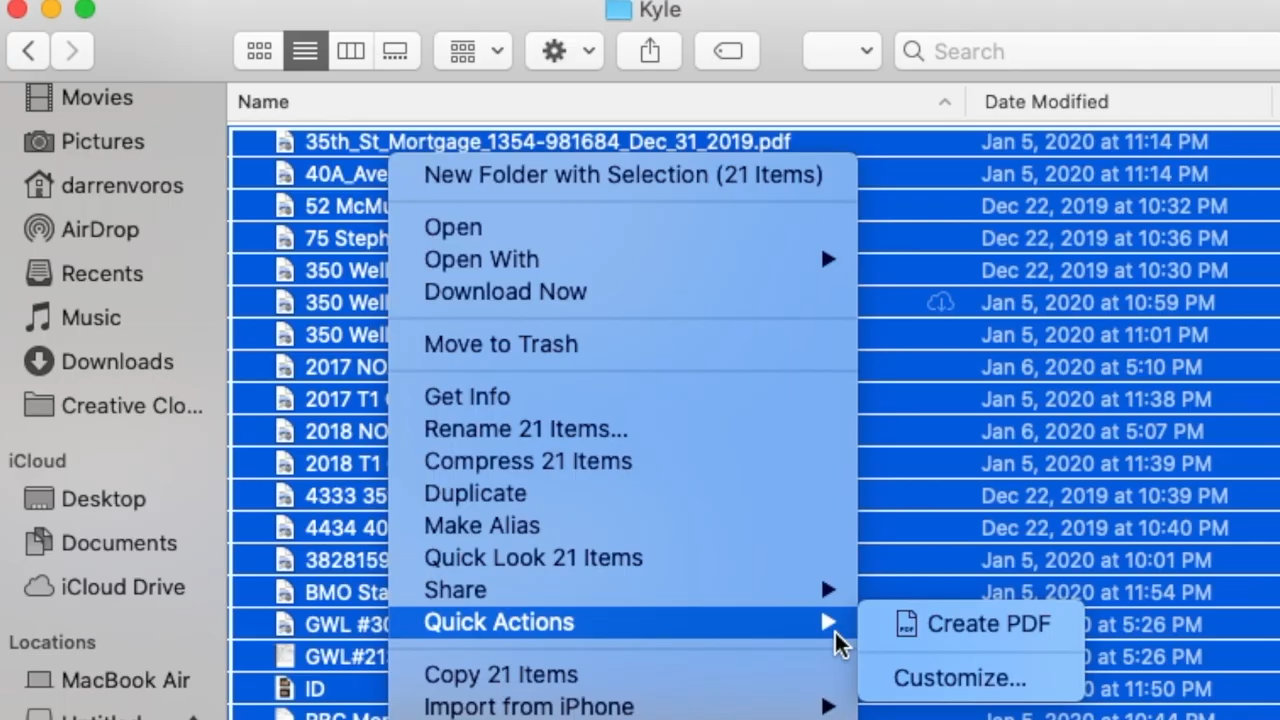 Kyle
Search
Name
Date Modified
Movies
Pictures
darrenvoros
AirDrop
Recents
Music
Downloads
Creative Clo...
iCloud
Desktop
Documents
iCloud Drive
Locations
MacBook Air
35th_St_Mortgage_1354-981684_Dec_31_2019.pdf Jan 5, 2020 at 11:14 PM
40A_Ave Jan 5, 2020 at 11:14 PM
52 McMu Dec 22, 2019 at 10:32 PM
75 Steph Dec 22, 2019 at 10:36 PM
350 Well Dec 22, 2019 at 10:30 PM
350 Well Jan 5, 2020 at 10:59 PM
350 Well Jan 5, 2020 at 11:01 PM
2017 NO Jan 6, 2020 at 5:10 PM
2017 T1 Jan 5, 2020 at 11:38 PM
2018 NO Jan 6, 2020 at 5:07 PM
2018 T1 Jan 5, 2020 at 11:39 PM
4333 35 Dec 22, 2019 at 10:39 PM
4434 40 Dec 22, 2019 at 10:40 PM
3828159 Jan 5, 2020 at 10:01 PM
BMO Sta Jan 5, 2020 at 11:54 PM
GWL #30 0 at 5:26 PM
GWL#21 0 at 5:26 PM
ID 0 at 11:50 PM
New Folder with Selection (21 Items)
Open
Open With
Download Now
Move to Trash
Get Info
Rename 21 Items...
Compress 21 Items
Duplicate
Make Alias
Quick Look 21 Items
Share
Quick Actions
Copy 21 Items
Import from iPhone
Create PDF
Customize...